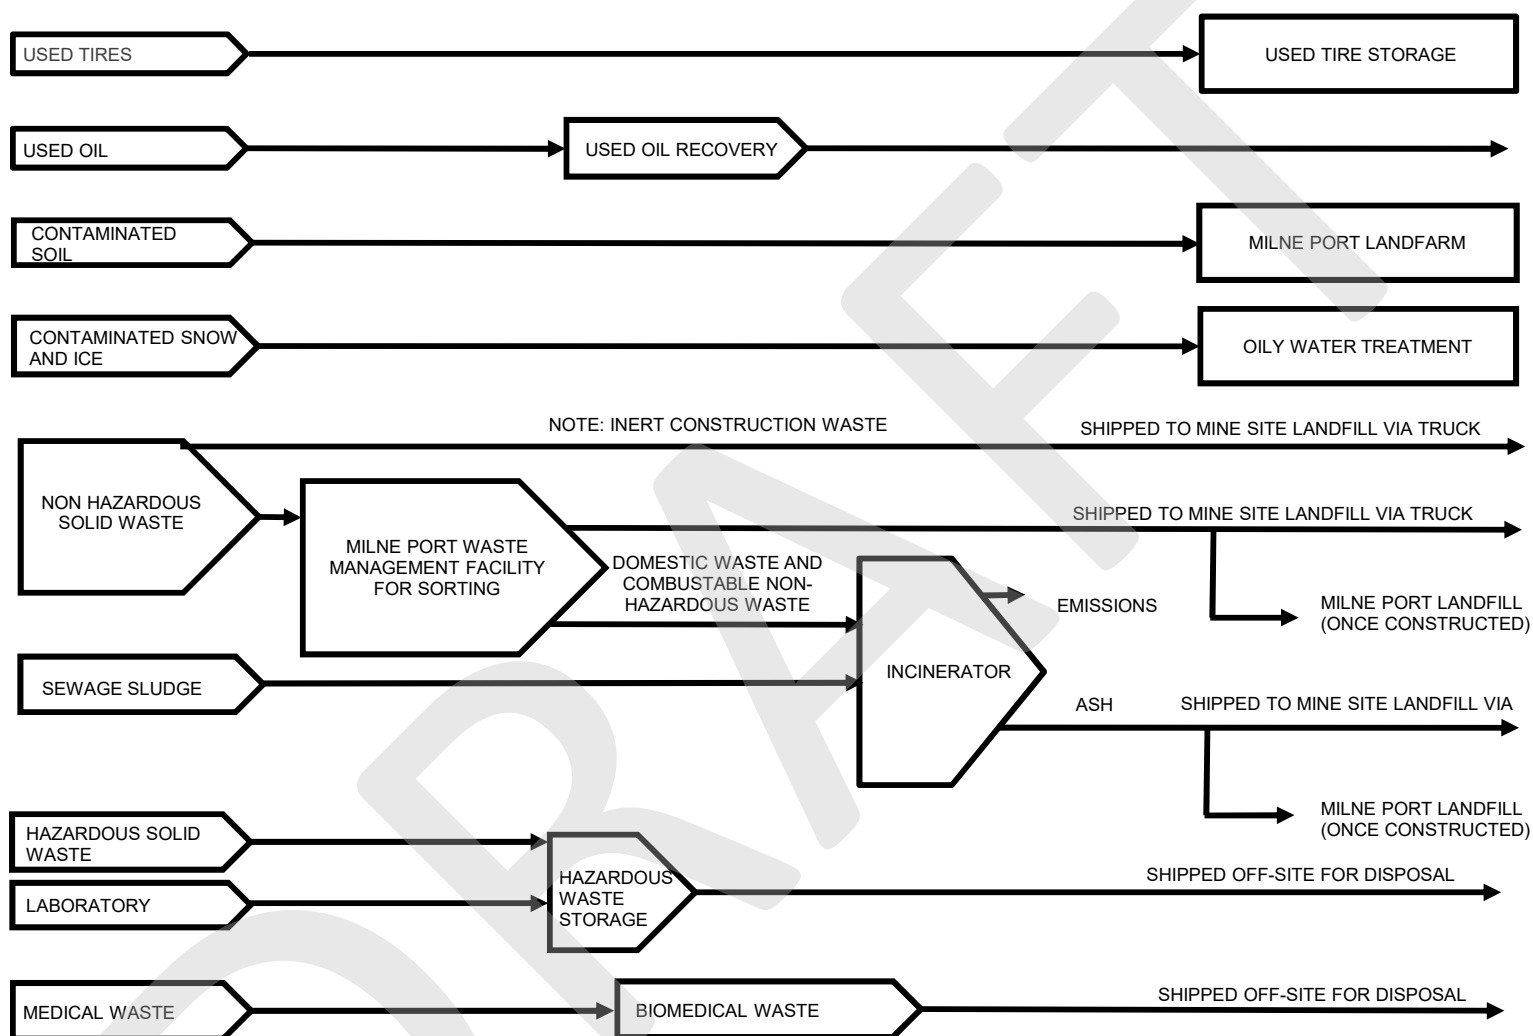 USED TIRES
USED TIRE STORAGE
USED OIL
USED OIL RECOVERY
CONTAMINATED
SOIL
MILNE PORT LANDFARM
CONTAMINATED SNOW
AND ICE
OILY WATER TREATMENT
NOTE: INERT CONSTRUCTION WASTE
SHIPPED TO MINE SITE LANDFILL VIA TRUCK
NON HAZARDOUS
SOLID WASTE
MILNE PORT WASTE
MANAGEMENT FACILITY
FOR SORTING
SHIPPED TO MINE SITE LANDFILL VIA TRUCK
DOMESTIC WASTE AND
COMBUSTABLE NON-
HAZARDOUS WASTE
EMISSIONS
MILNE PORT LANDFILL
(ONCE CONSTRUCTED)
SEWAGE SLUDGE
INCINERATOR
ASH
SHIPPED TO MINE SITE LANDFILL VIA
MILNE PORT LANDFILL
(ONCE CONSTRUCTED)
HAZARDOUS SOLID
WASTE
LABORATORY
HAZARDOUS
WASTE
STORAGE
SHIPPED OFF-SITE FOR DISPOSAL
MEDICAL WASTE
BIOMEDICAL WASTE
SHIPPED OFF-SITE FOR DISPOSAL
DRAFT